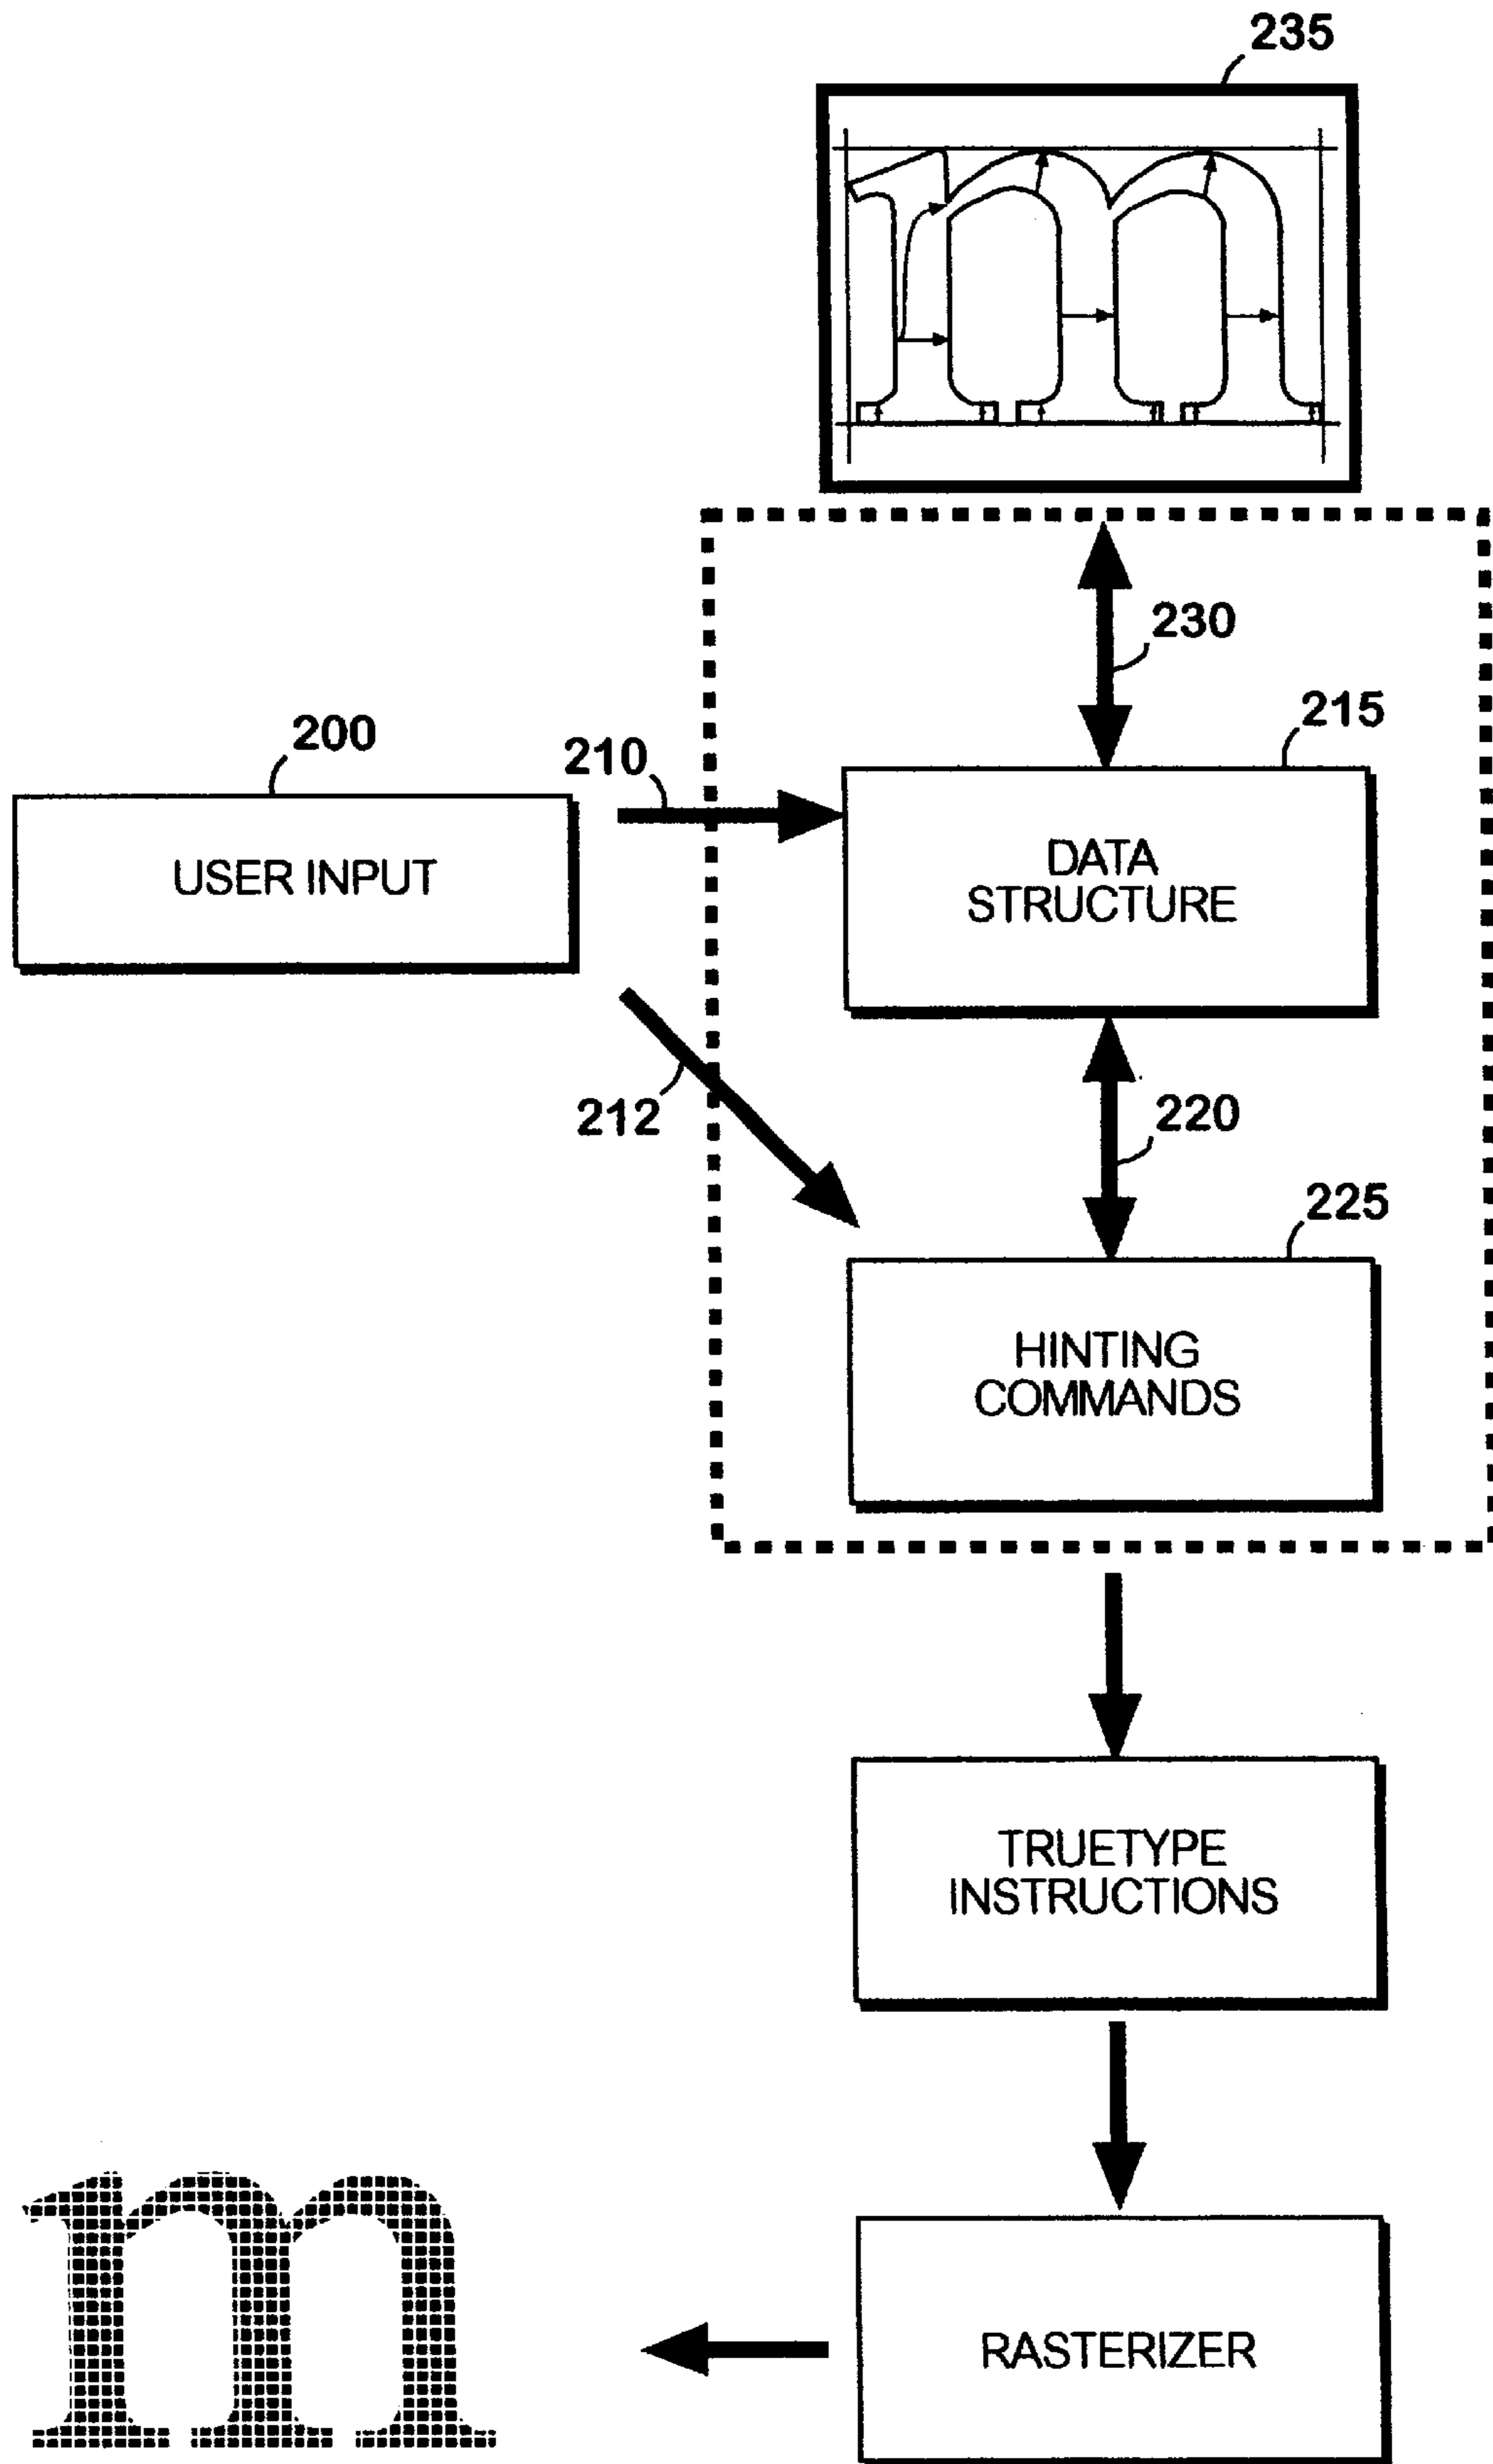 235
230
200
210
215
USER INPUT
DATA
STRUCTURE
212
220
225
HINTING
COMMANDS
TRUETYPE
INSTRUCTIONS
m
RASTERIZER